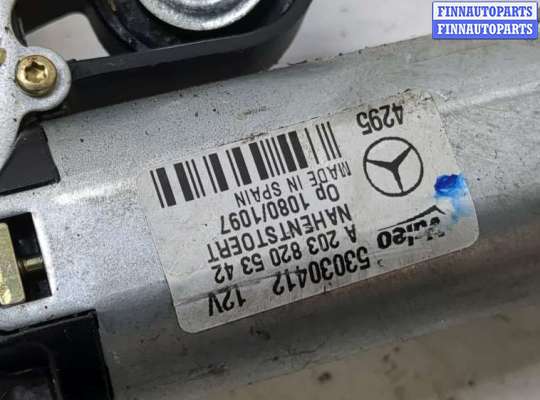 FINNAUTOPARTS
FINNAUTOPARTS
Valeo
53030412 12V
A 203 820 53 42
NAHENTSTOERT
Op 1080/1097
MADE IN SPAIN
4295